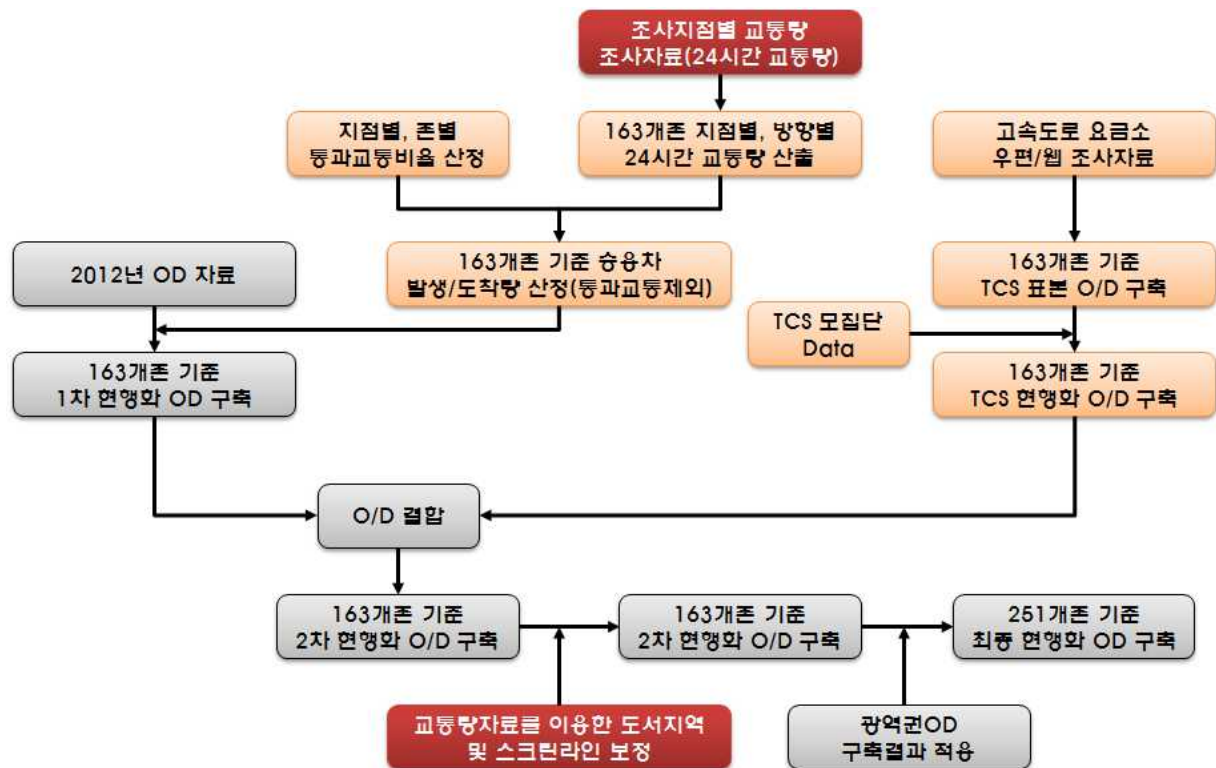 조사지점별 교통량
조사자료(24시간 교통량)
지점별, 존별
통과교통비율 산정
163개존 지점별, 방향별
24시간 교통량 산출
고속도로 요금소
우편/웹 조사자료
2012년 OD 자료
163개존 기준 승용차
발생/도착량 산정(통과교통제외)
163개존 기준
TCS 표본 O/D 구축
TCS 모집단
Data
163개존 기준
1차 현행화 OD 구축
163개존 기준
TCS 현행화 O/D 구축
O/D 결합
163개존 기준
2차 현행화 O/D 구축
163개존 기준
2차 현행화 O/D 구축
251개존 기준
최종 현행화 OD 구축
교통량자료를 이용한 도서지역
및 스크린라인 보정
광역권OD
구축결과 적용